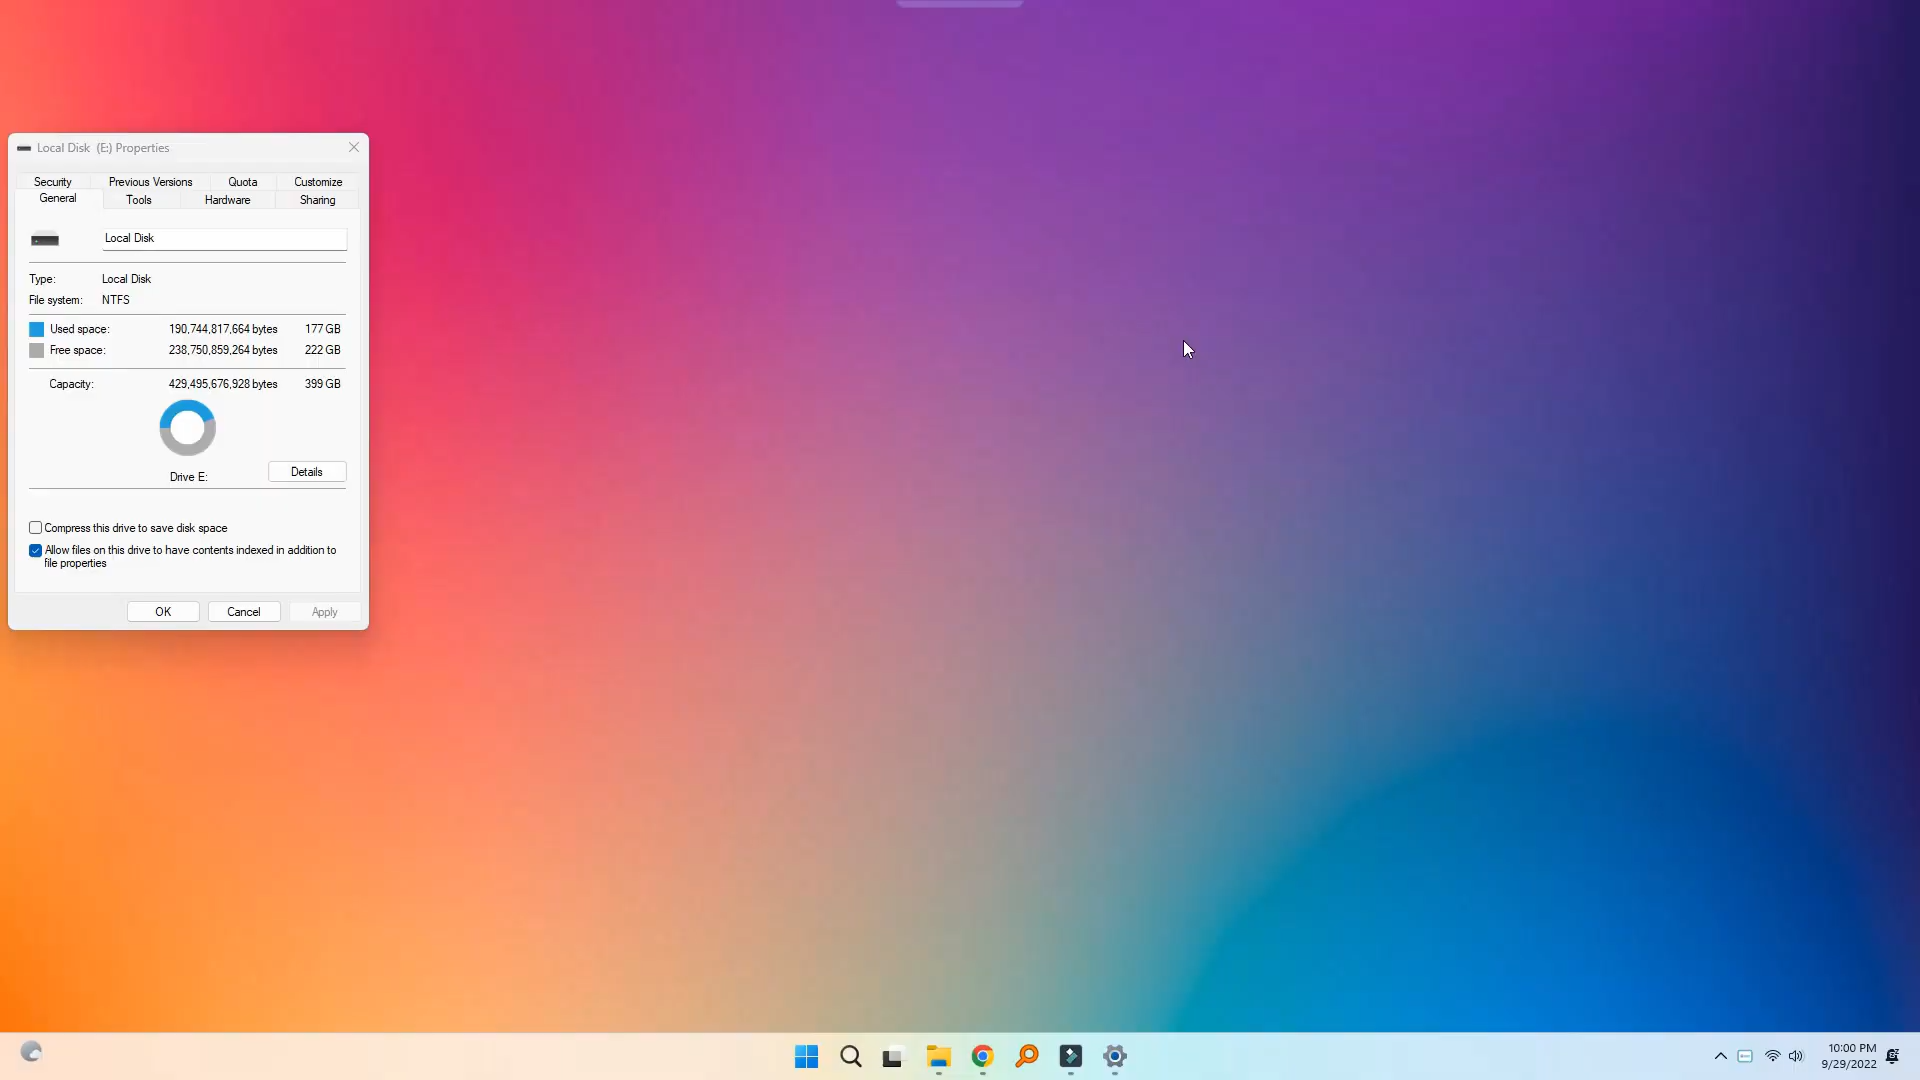 Local Disk (E:) Properties
Security Previous Versions Quota Customize
General Tools Hardware Sharing
Local Disk
Type: Local Disk
File system: NTFS
Used space: 190,744,817,664 bytes 177 GB
Free space: 238,750,859,264 bytes 222 GB
Capacity: 429,495,676,928 bytes 399 GB
Drive E:
Details
Compress this drive to save disk space
Allow files on this drive to have contents indexed in addition to
file properties
OK Cancel Apply
10:00 PM
9/29/2022